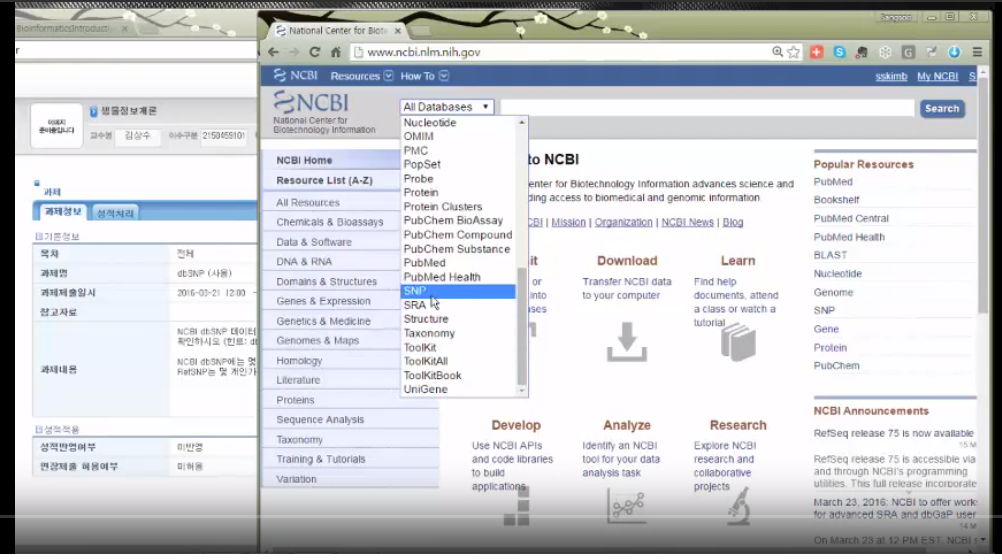 BioinformaticsIntroducti
National Center for Biote
Sangsoo
www.ncbi.nlm.nih.gov
NCBI Resources How To
sskimb My NCBI S
NCBI
National Center for
Biotechnology Information
All Databases
Search
이미지
준비중입니다
생물정보개론
교수명 김상수 이수구분 2150455101
과제
과제정보 성적처리
기본정보
목차 전체
과제명 dbSNP (사용)
과제제출일시 2016-03-21 12:00 ~
참고자료
과제내용
NCBI dbSNP 데이터
확인하시오 (힌트: db
NCBI dbSNP에는 몇
RefSNP는 몇 개인가
성적적용
성적반영여부 미반영
연장제출 허용여부 미허용
NCBI Home
Resource List (A-Z)
All Resources
Chemicals & Bioassays
Data & Software
DNA & RNA
Domains & Structures
Genes & Expression
Genetics & Medicine
Genomes & Maps
Homology
Literature
Proteins
Sequence Analysis
Taxonomy
Training & Tutorials
Variation
Nucleotide
OMIM
PMC
PopSet
Probe
Protein
Protein Clusters
PubChem BioAssay
PubChem Compound
PubChem Substance
PubMed
PubMed Health
SNP
SRA
Structure
Taxonomy
ToolKit
ToolKitAll
ToolKitBook
UniGene
to NCBI
enter for Biotechnology Information advances science and
ding access to biomedical and genomic information.
CBI | Mission | Organization | NCBI News | Blog
it
or
into
ases
Download
Transfer NCBI data
to your computer
Learn
Find help
documents, attend
a class or watch a
tutorial
Develop
Use NCBI APIs
and code libraries
to build
applications
Analyze
Identify an NCBI
tool for your data
analysis task
Research
Explore NCBI
research and
collaborative
projects
Popular Resources
PubMed
Bookshelf
PubMed Central
PubMed Health
BLAST
Nucleotide
Genome
SNP
Gene
Protein
PubChem
NCBI Announcements
RefSeq release 75 is now available
15 M
RefSeq release 75 is accessible via
and through NCBI's programming
utilities. This full release incorporate
March 23, 2016: NCBI to offer work
for advanced SRA and dbGaP user
14 M
On March 23 at 12 PM EST, NCBI s